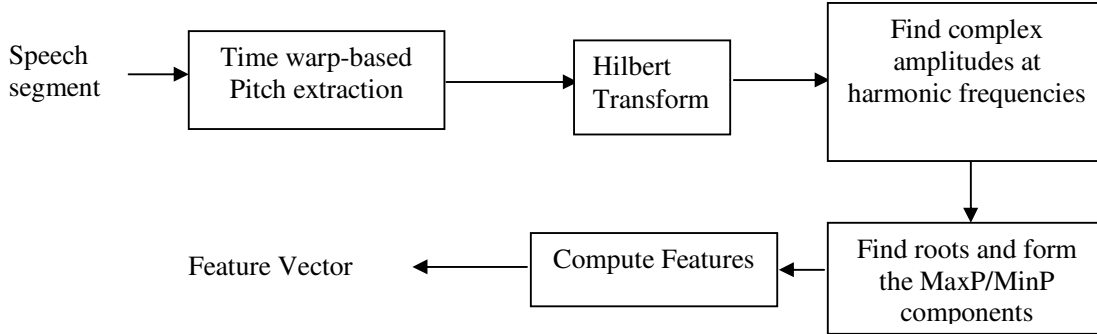 Speech
segment
Time warp-based
Pitch extraction
Hilbert
Transform
Find complex
amplitudes at
harmonic frequencies
Find roots and form
the MaxP/MinP
components
Compute Features
Feature Vector